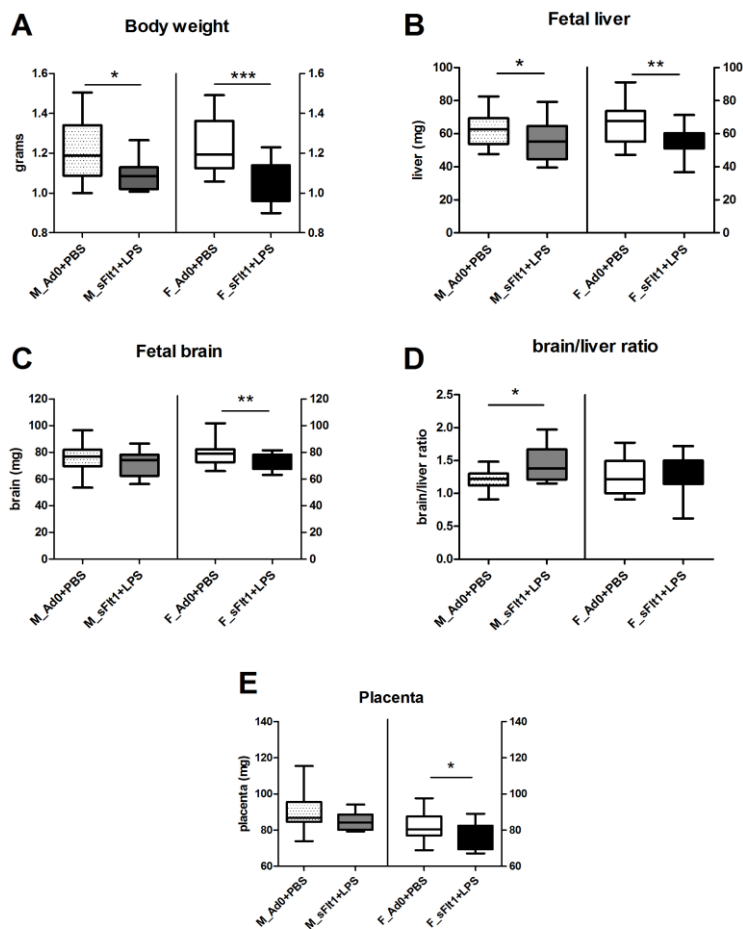 A
Body weight
grams
1.6
1.4
1.2
1.0
0.8
*
***
1.6
1.4
1.2
1.0
0.8
M_Ad0+PBS
M_sFlt1+LPS
F_Ad0+PBS
F_sFlt1+LPS
B
Fetal liver
liver (mg)
100
80
60
40
20
0
*
**
100
80
60
40
20
0
M_Ad0+PBS
M_sFlt1+LPS
F_Ad0+PBS
F_sFlt1+LPS
C
Fetal brain
brain (mg)
120
100
80
60
40
20
0
**
120
100
80
60
40
20
0
M_Ad0+PBS
M_sFlt1+LPS
F_Ad0+PBS
F_sFlt1+LPS
D
brain/liver ratio
brain/liver ratio
2.5
2.0
1.5
1.0
0.5
0.0
*
M_Ad0+PBS
M_sFlt1+LPS
F_Ad0+PBS
F_sFlt1+LPS
E
Placenta
placenta (mg)
140
120
100
80
60
*
140
120
100
80
60
M_Ad0+PBS
M_sFlt1+LPS
F_Ad0+PBS
F_sFlt1+LPS